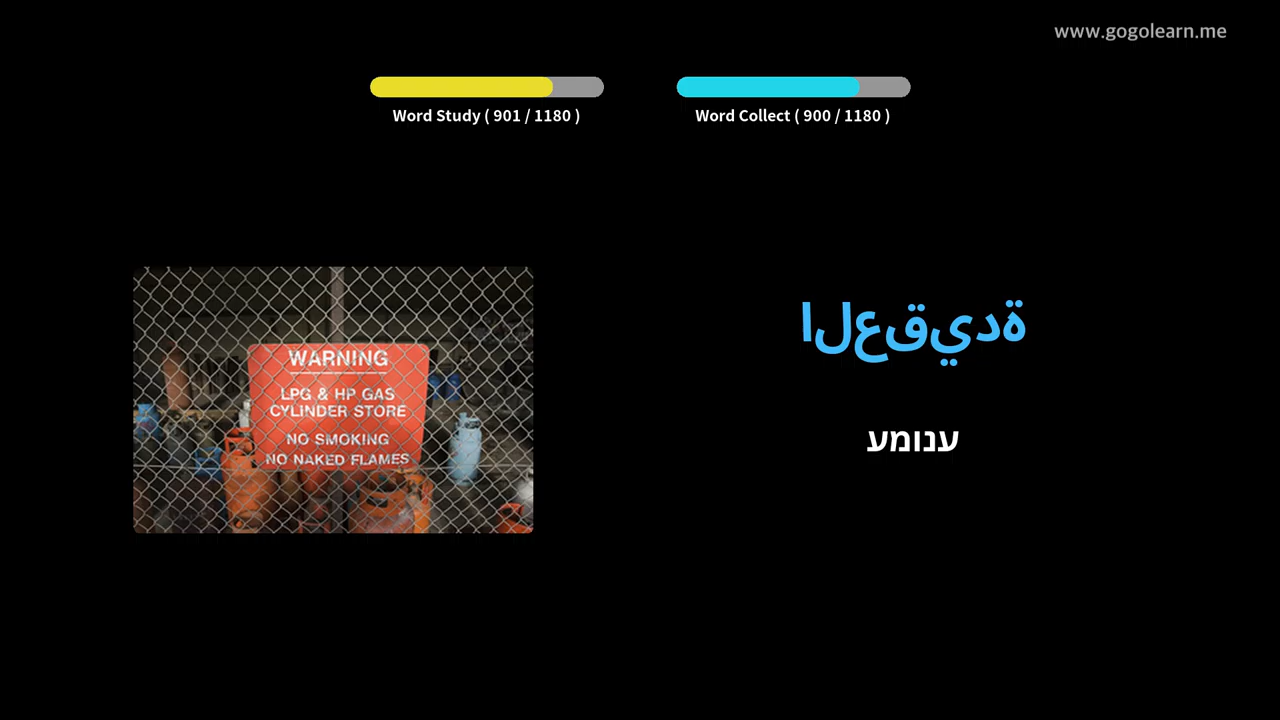 www.gogolearn.me
Word Study ( 901 / 1180 )
Word Collect ( 900 / 1180 )
WARNING
LPG & HP GAS
CYLINDER STORE
NO SMOKING
NO NAKED FLAMES
ةديقعلا
ענומע